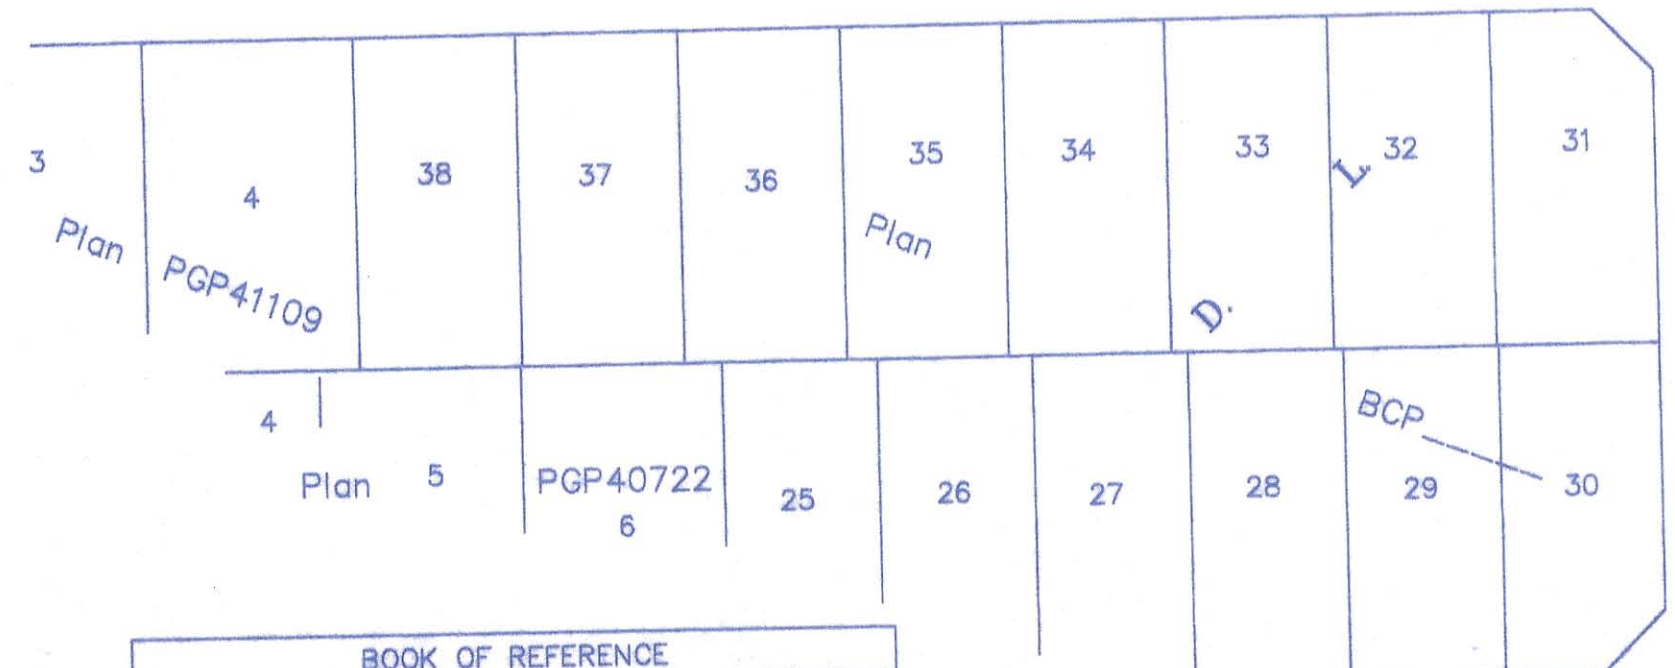 3 4 38 37 36 35 34 33 32 31
Plan PGP41109 Plan D. L.
4 5 6 25 26 27 28 29 30
Plan PGP40722 BCP
BOOK OF REFERENCE